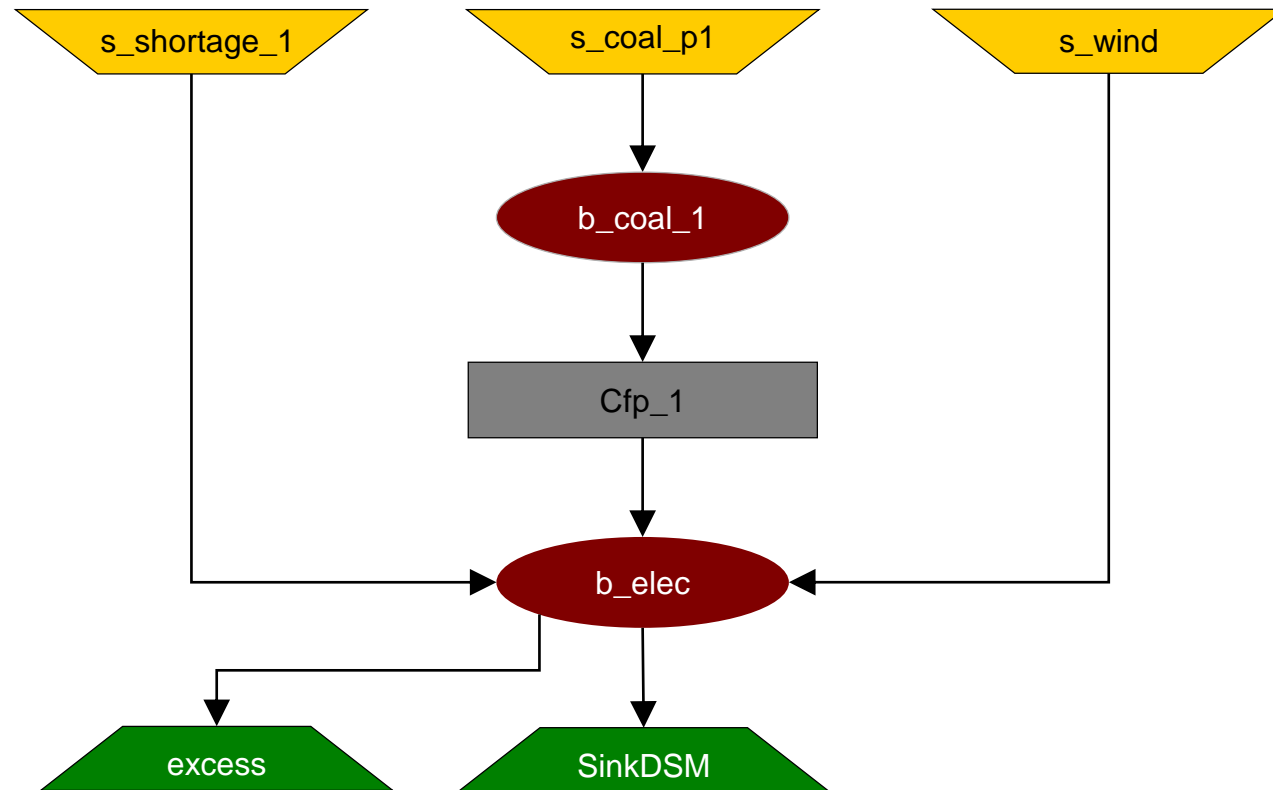 s_shortage_1
s_coal_p1
s_wind
b_coal_1
Cfp_1
b_elec
excess
SinkDSM